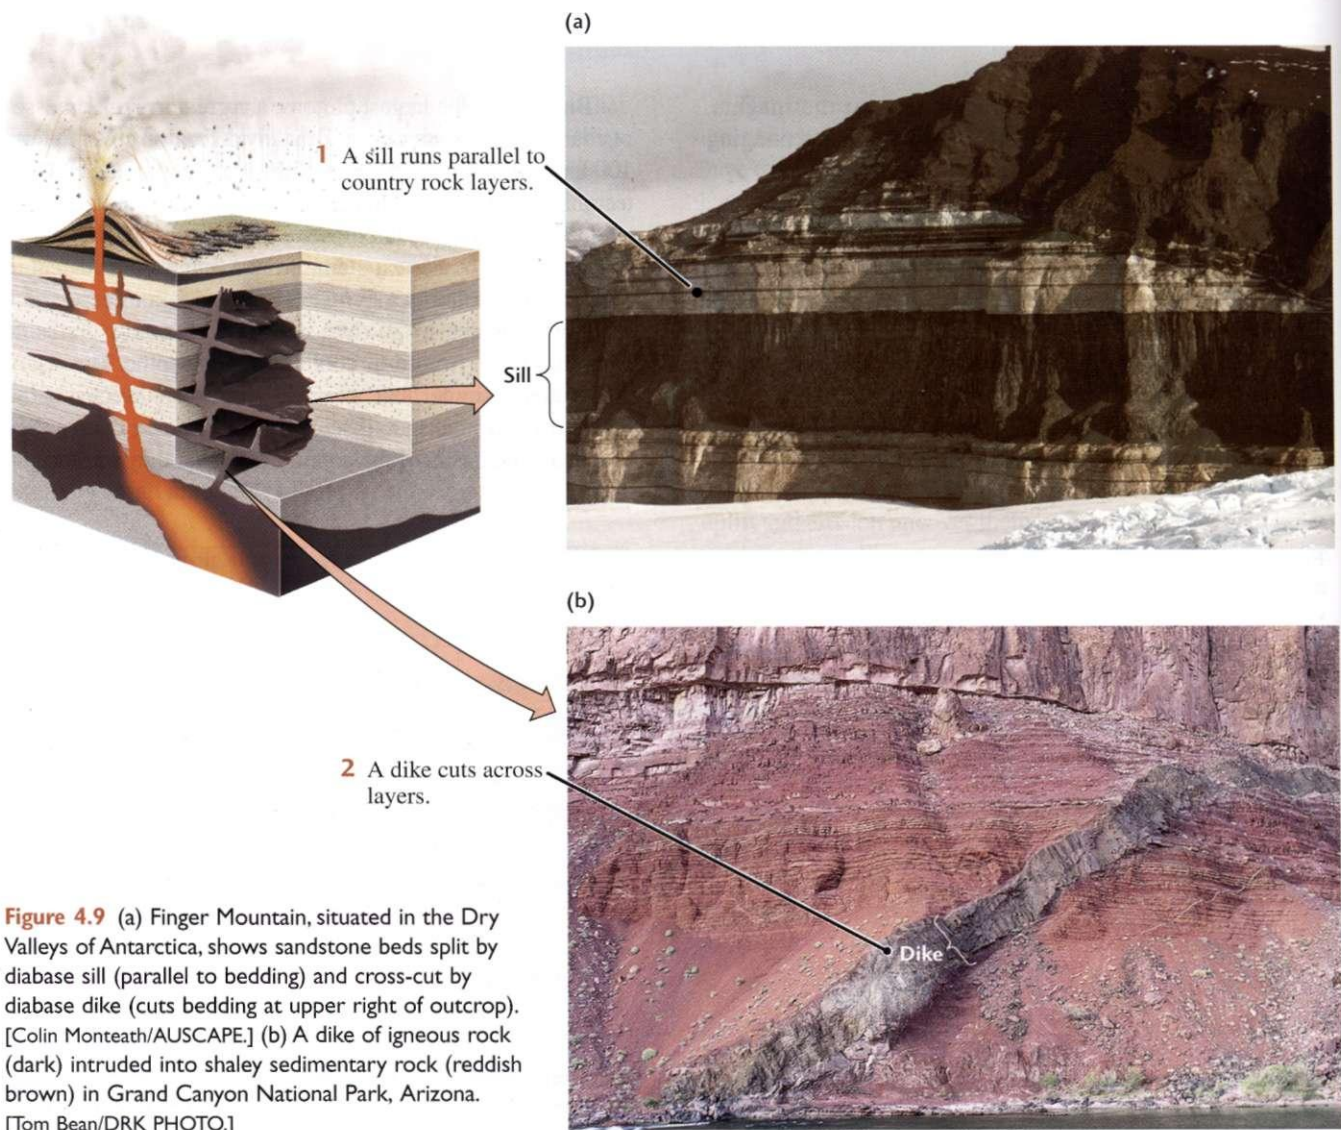 (a)
1 A sill runs parallel to
country rock layers.
Sill
(b)
2 A dike cuts across
layers.
Dike
Figure 4.9 (a) Finger Mountain, situated in the Dry
Valleys of Antarctica, shows sandstone beds split by
diabase sill (parallel to bedding) and cross-cut by
diabase dike (cuts bedding at upper right of outcrop).
[Colin Monteath/AUSCAPE.] (b) A dike of igneous rock
(dark) intruded into shaley sedimentary rock (reddish
brown) in Grand Canyon National Park, Arizona.
[Tom Bean/DRK PHOTO.]